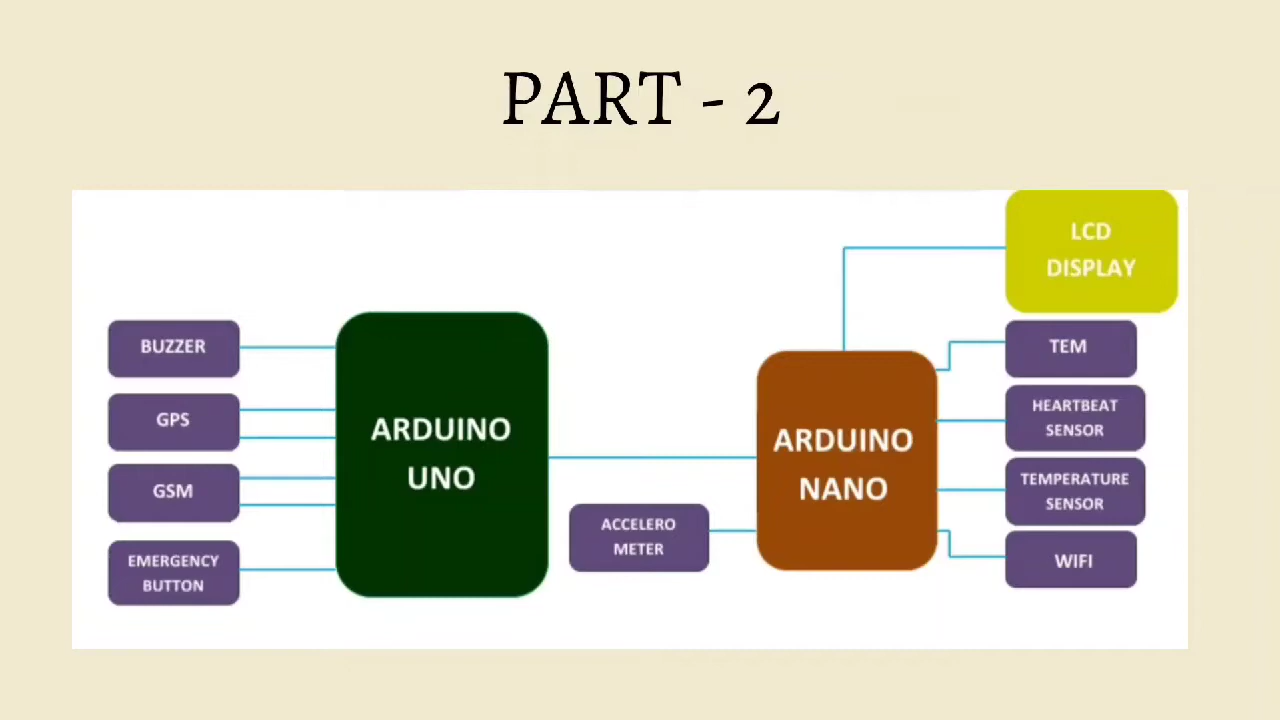 PART - 2
LCD
DISPLAY
BUZZER
GPS
GSM
EMERGENCY
BUTTON
ARDUINO
UNO
ACCELERO
METER
ARDUINO
NANO
TEM
HEARTBEAT
SENSOR
TEMPERATURE
SENSOR
WIFI